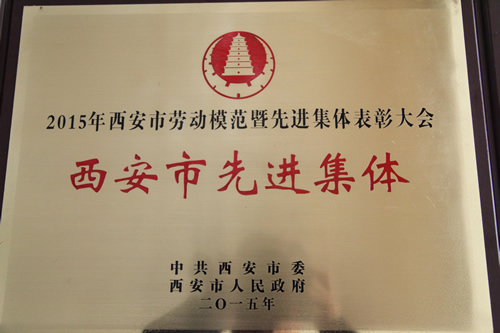 2015年西安市劳动模范暨先进集体表彰大会
西安市先进集体
中共西安市委
西安市人民政府
二〇一五年